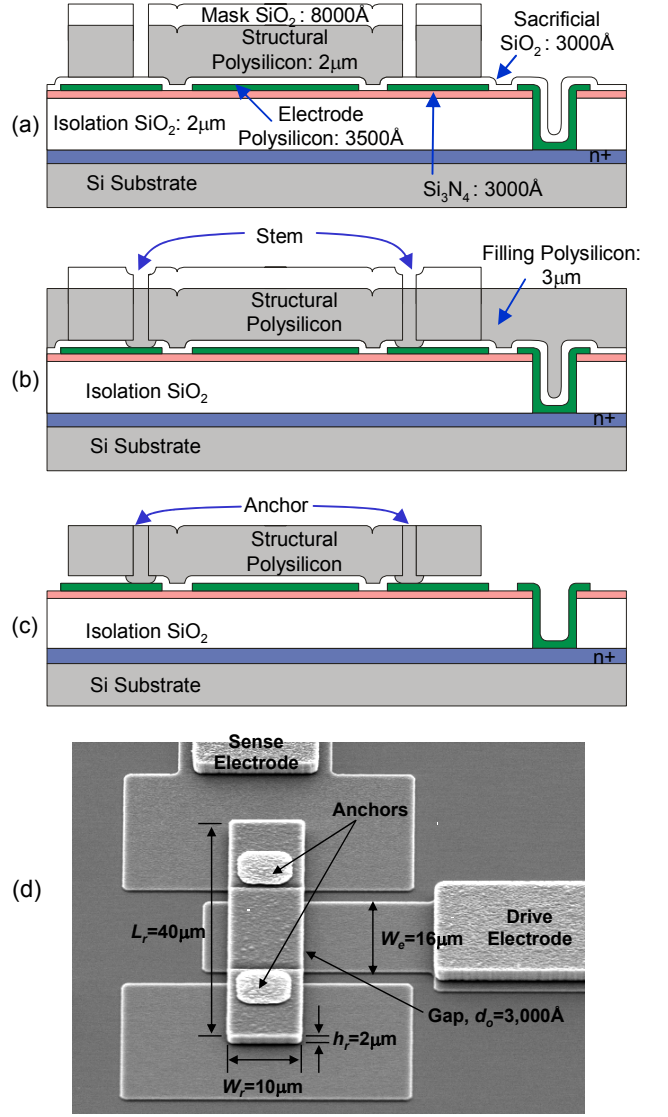 Mask SiO₂ : 8000Å
Sacrificial
SiO₂ : 3000Å
Structural
Polysilicon: 2µm
(a)
Isolation SiO₂: 2µm
Electrode
Polysilicon: 3500Å
n+
Si Substrate
Si₃N₄ : 3000Å
Stem
Filling Polysilicon:
3µm
Structural
Polysilicon
(b)
Isolation SiO₂
n+
Si Substrate
Anchor
Structural
Polysilicon
(c)
Isolation SiO₂
n+
Si Substrate
Sense
Electrode
Anchors
(d)
Lᵣ=40µm
Wₑ=16µm
Drive
Electrode
Gap, dₒ=3,000Å
hᵣ=2µm
Wᵣ=10µm